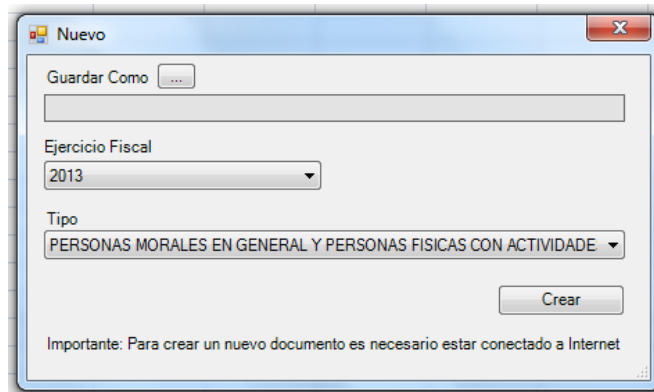 Nuevo
Guardar Como ...
Ejercicio Fiscal
2013
Tipo
PERSONAS MORALES EN GENERAL Y PERSONAS FISICAS CON ACTIVIDADE
Crear
Importante: Para crear un nuevo documento es necesario estar conectado a Internet